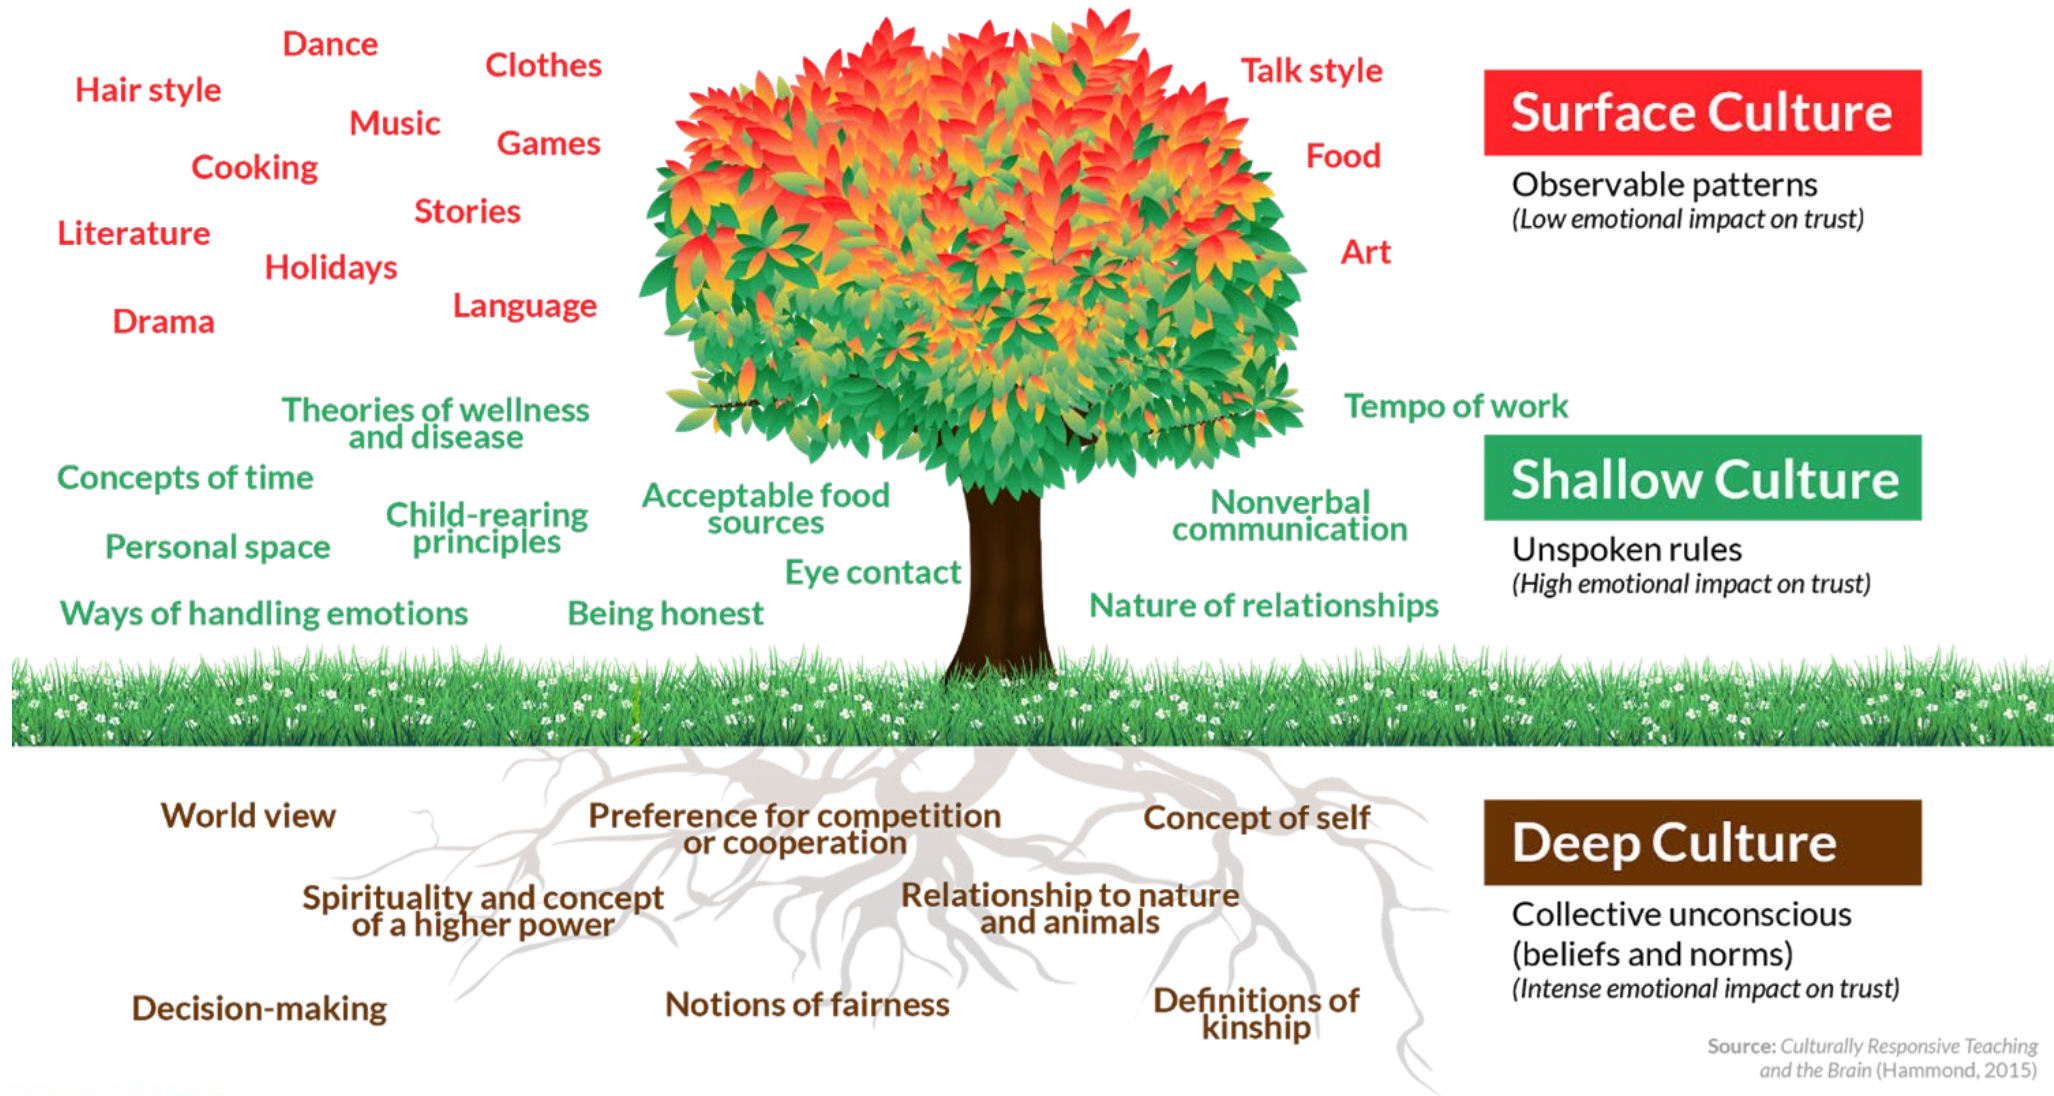 Dance
Clothes
Hair style
Music
Games
Cooking
Stories
Literature
Holidays
Language
Drama
Talk style
Food
Art
Surface Culture
Observable patterns
(Low emotional impact on trust)
Theories of wellness
and disease
Concepts of time
Child-rearing
principles
Personal space
Acceptable food
sources
Eye contact
Ways of handling emotions
Being honest
Tempo of work
Nonverbal
communication
Nature of relationships
Shallow Culture
Unspoken rules
(High emotional impact on trust)
World view
Preference for competition
or cooperation
Concept of self
Spirituality and concept
of a higher power
Relationship to nature
and animals
Decision-making
Notions of fairness
Definitions of
kinship
Deep Culture
Collective unconscious
(beliefs and norms)
(Intense emotional impact on trust)
Source: Culturally Responsive Teaching
and the Brain (Hammond, 2015)